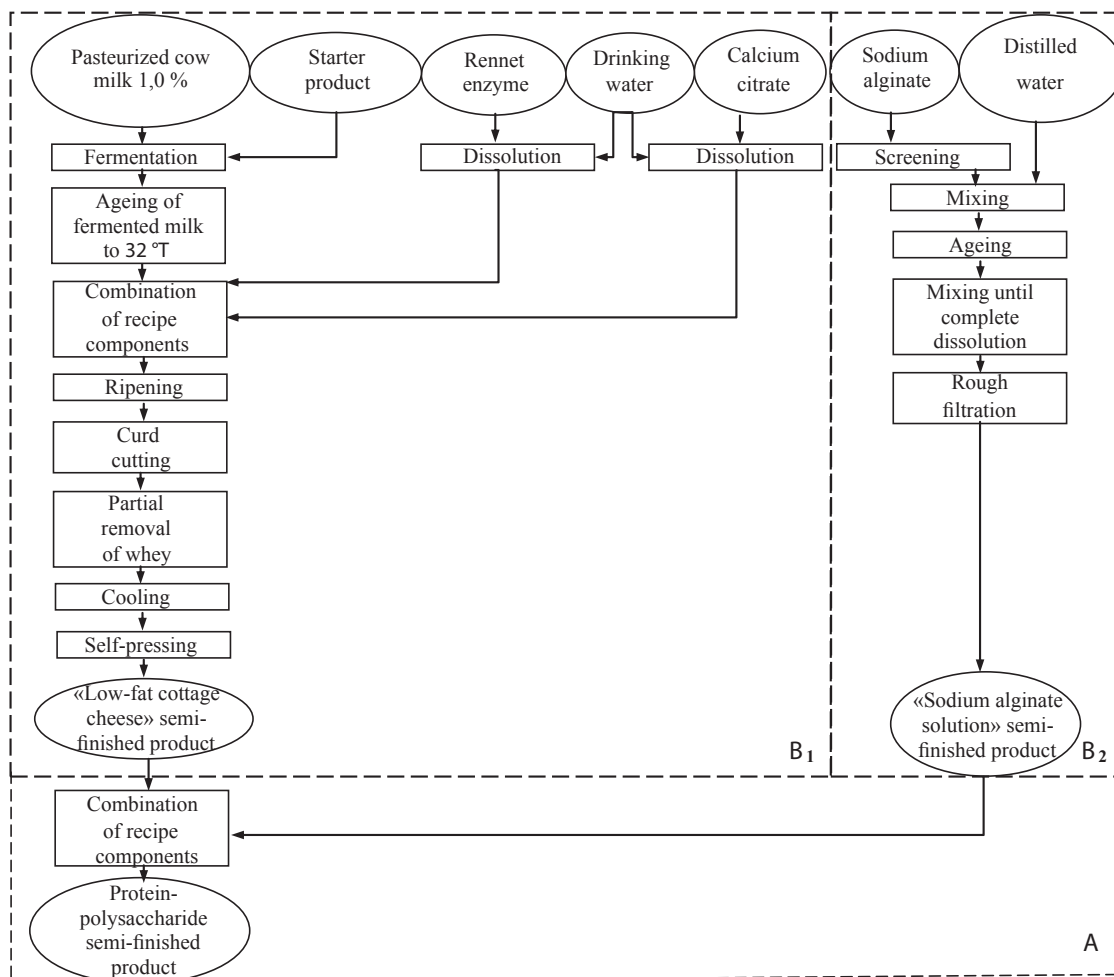 Pasteurized cow
milk 1,0 %
Starter
product
Rennet
enzyme
Drinking
water
Calcium
citrate
Sodium
alginate
Distilled
water
Fermentation
Dissolution
Dissolution
Screening
Mixing
Ageing of
fermented milk
to 32 °T
Ageing
Combination
of recipe
components
Mixing until
complete
dissolution
Ripening
Rough
filtration
Curd
cutting
Partial
removal
of whey
Cooling
Self-pressing
«Low-fat cottage
cheese» semi-
finished product
B1
«Sodium alginate
solution» semi-
finished product
B2
Combination
of recipe
components
Protein-
polysaccharide
semi-finished
product
A